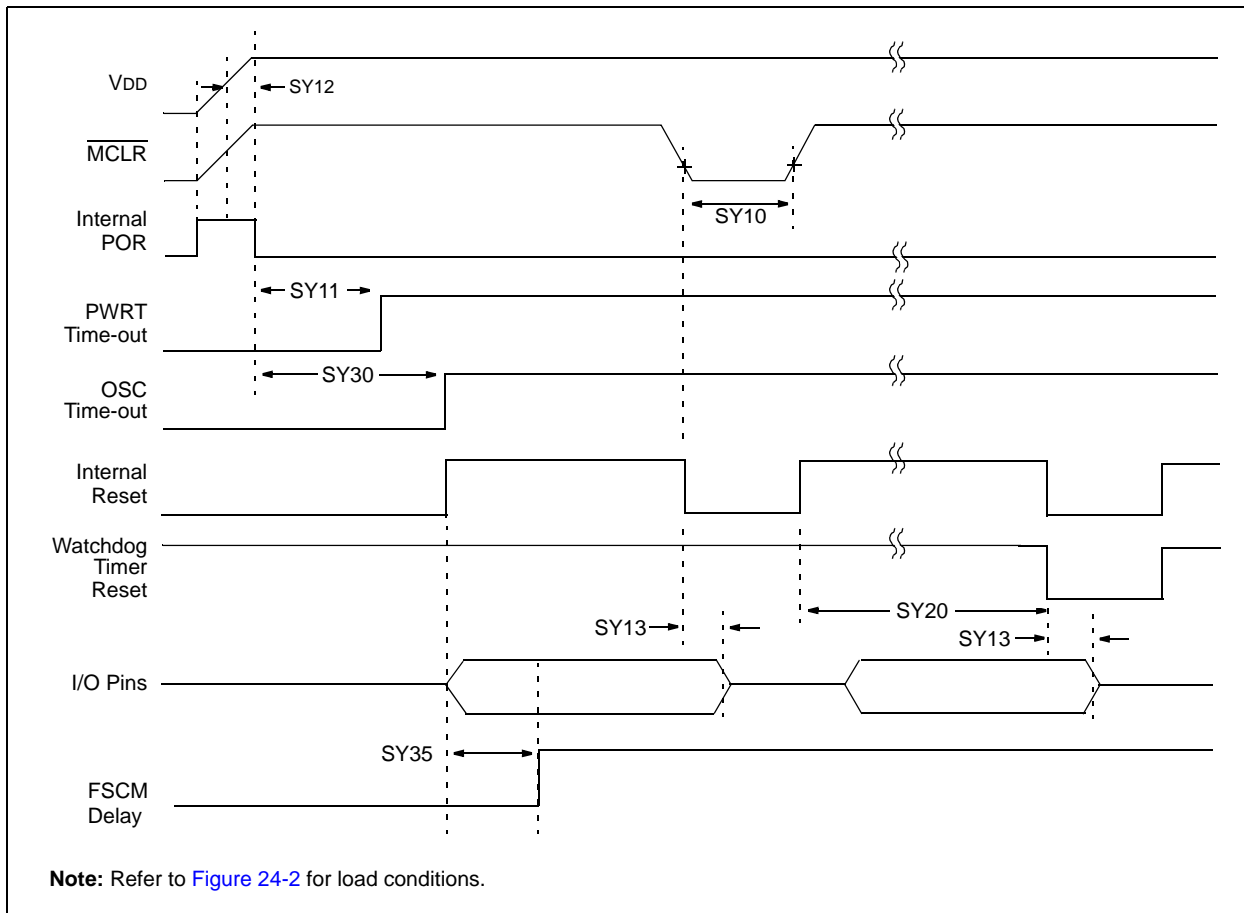 VDD
SY12
MCLR
SY10
Internal
POR
SY11
PWRT
Time-out
SY30
OSC
Time-out
Internal
Reset
Watchdog
Timer
Reset
SY20
SY13
SY13
I/O Pins
SY35
FSCM
Delay
Note: Refer to Figure 24-2 for load conditions.